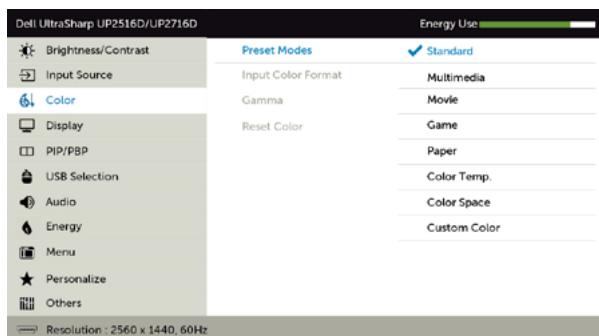 Dell UltraSharp UP2516D/UP2716D Energy Use
Brightness/Contrast Preset Modes Standard
Input Source Input Color Format Multimedia
Color Gamma Movie
Display Reset Color Game
PIP/PBP Paper
USB Selection Color Temp.
Audio Color Space
Energy Custom Color
Menu
Personalize
Others
Resolution : 2560 x 1440, 60Hz